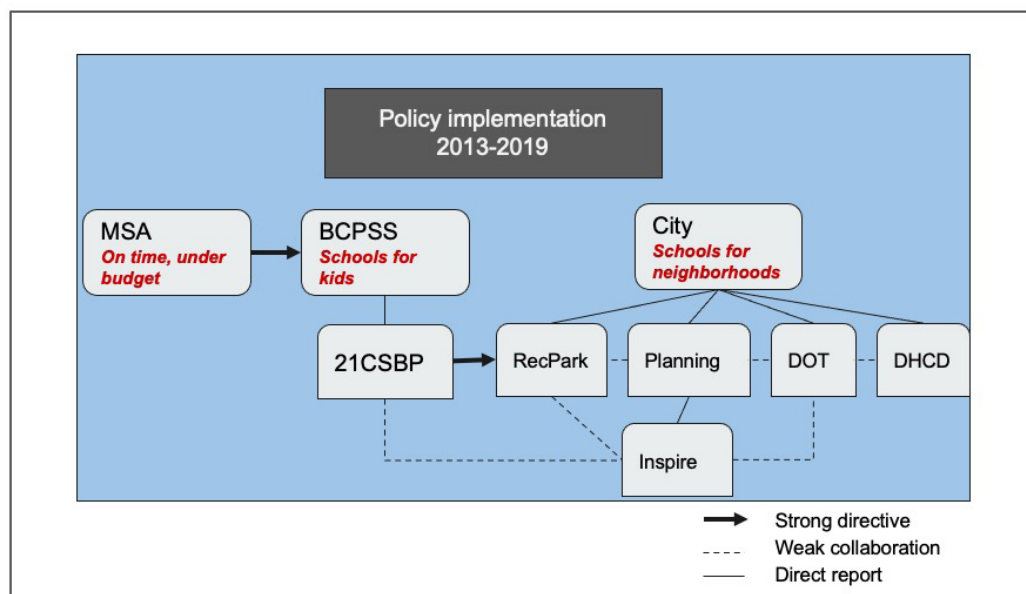 Policy implementation
2013-2019
MSA
On time, under
budget
BCPSS
Schools for
kids
City
Schools for
neighborhoods
21CSBP
RecPark
Planning
DOT
DHCD
Inspire
Strong directive
Weak collaboration
Direct report